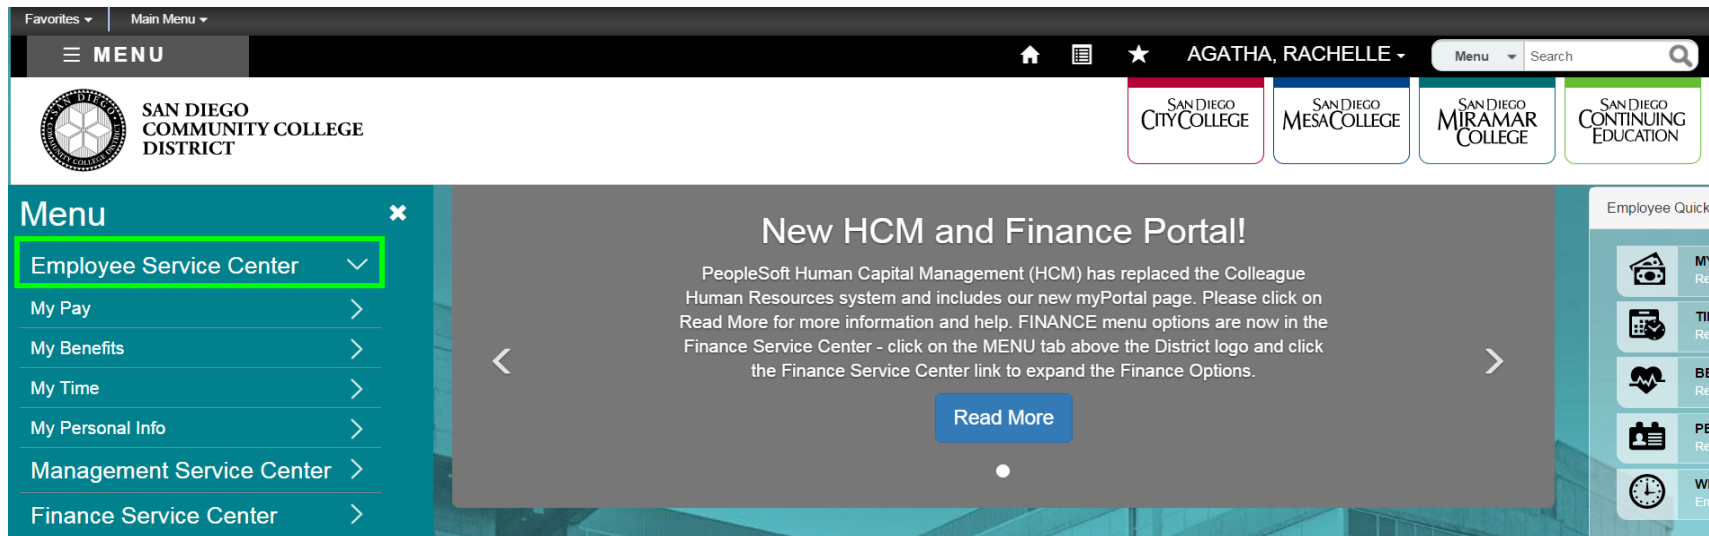 Favorites
Main Menu
MENU
AGATHA, RACHELLE
Menu
Search
SAN DIEGO
COMMUNITY COLLEGE
DISTRICT
SAN DIEGO
CITY COLLEGE
SAN DIEGO
MESA COLLEGE
SAN DIEGO
MIRAMAR
COLLEGE
SAN DIEGO
CONTINUING
EDUCATION
Menu
Employee Service Center
My Pay
My Benefits
My Time
My Personal Info
Management Service Center
Finance Service Center
New HCM and Finance Portal!
PeopleSoft Human Capital Management (HCM) has replaced the Colleague
Human Resources system and includes our new myPortal page. Please click on
Read More for more information and help. FINANCE menu options are now in the
Finance Service Center - click on the MENU tab above the District logo and click
the Finance Service Center link to expand the Finance Options.
Read More
Employee Quick